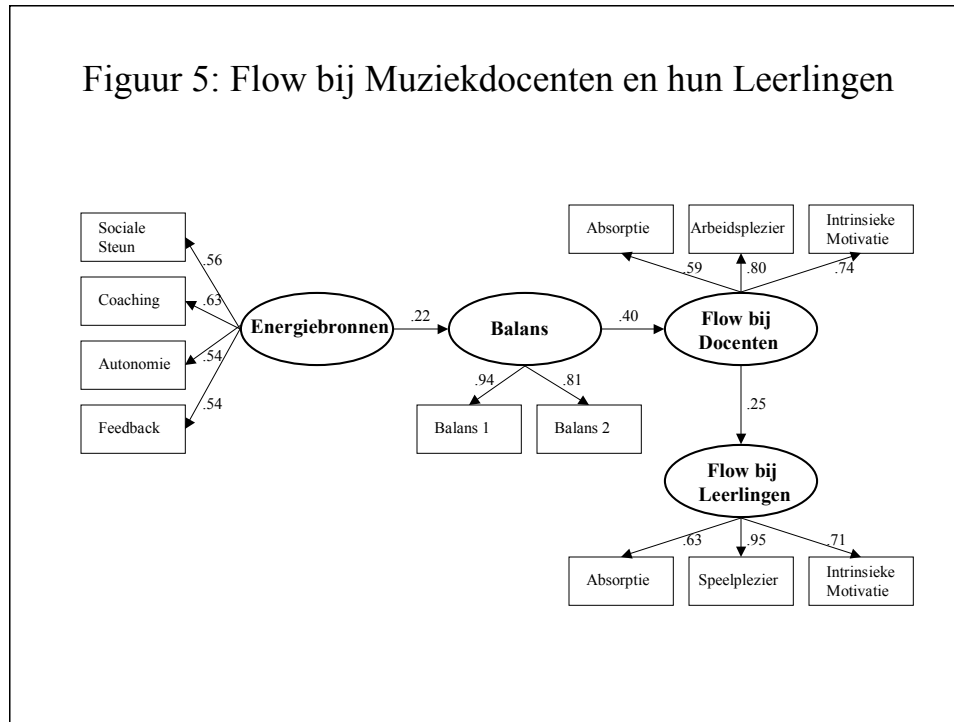 Figuur 5: Flow bij Muziekdocenten en hun Leerlingen
Sociale
Steun
Coaching
Autonomie
Feedback
.56
.63
.54
.54
Energiebronnen
.22
Balans
.94
.81
Balans 1
Balans 2
.40
Absorptie
Arbeidsplezier
Intrinsieke
Motivatie
.59
.80
.74
Flow bij
Docenten
.25
Flow bij
Leerlingen
.63
.95
.71
Absorptie
Speelplezier
Intrinsieke
Motivatie